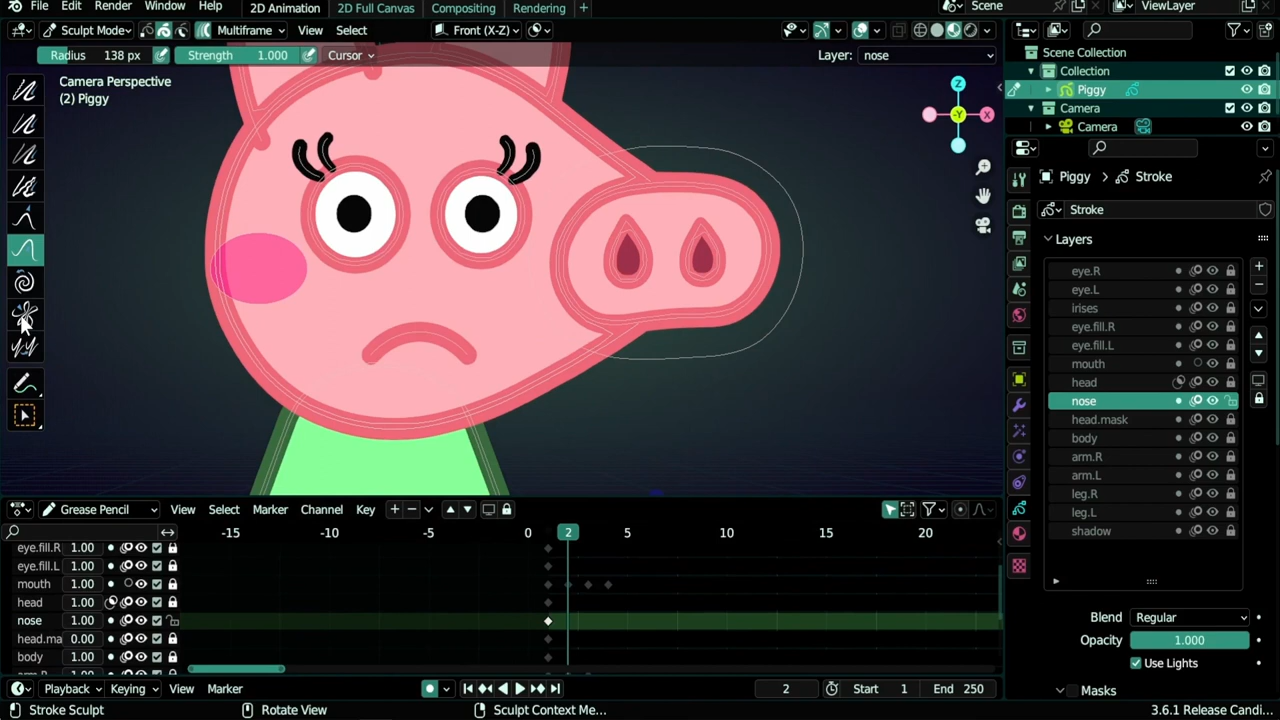 File Edit Render Window Help 2D Animation 2D Full Canvas Compositing Rendering + Scene ViewLayer
Sculpt Mode Multiframe View Select Front (X-Z)
Radius 138 px Strength 1.000 Cursor Layer: nose
Camera Perspective
(2) Piggy
Z
-Y
X
Scene Collection
Collection
Piggy
Camera
Camera
Piggy > Stroke
Stroke
Layers
eye.R
eye.L
irises
eye.fill.R
eye.fill.L
mouth
head
nose
head.mask
body
arm.R
arm.L
leg.R
leg.L
shadow
Blend Regular
Opacity 1.000
Use Lights
Masks
Grease Pencil View Select Marker Channel Key
-15 -10 -5 0 2 5 10 15 20
eye.fill.R 1.00
eye.fill.L 1.00
mouth 1.00
head 1.00
nose 1.00
head.ma 0.00
body 1.00
Playback Keying View Marker 2 Start 1 End 250
Stroke Sculpt Rotate View Sculpt Context Me... 3.6.1 Release Candi...